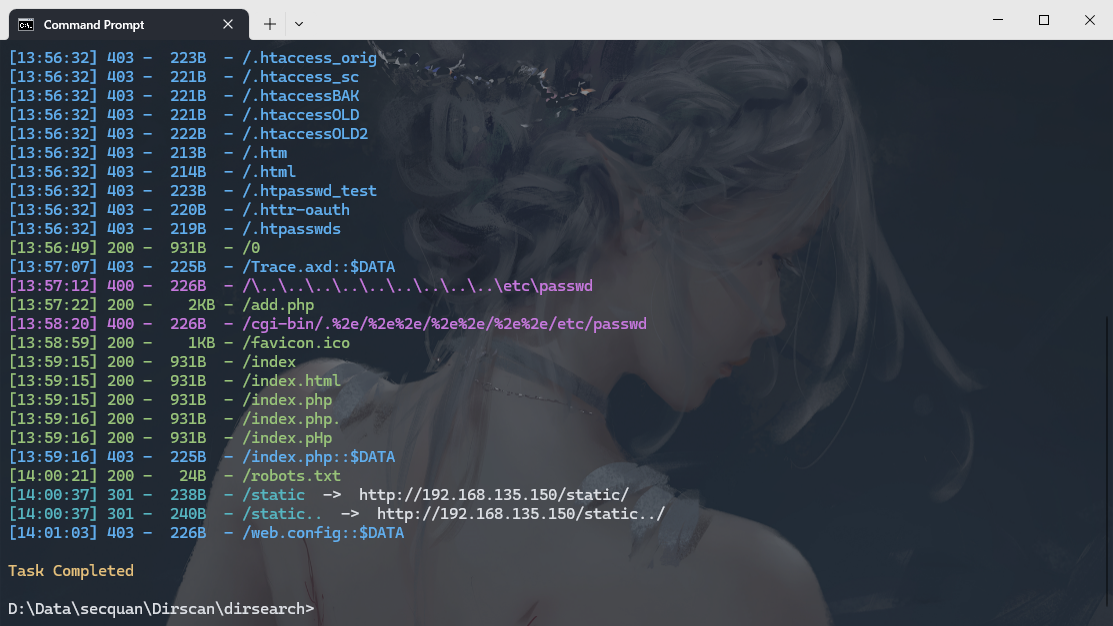 Command Prompt
[13:56:32] 403 -  223B  - /.htaccess_orig
[13:56:32] 403 -  221B  - /.htaccess_sc
[13:56:32] 403 -  221B  - /.htaccessBAK
[13:56:32] 403 -  221B  - /.htaccessOLD
[13:56:32] 403 -  222B  - /.htaccessOLD2
[13:56:32] 403 -  213B  - /.htm
[13:56:32] 403 -  214B  - /.html
[13:56:32] 403 -  223B  - /.htpasswd_test
[13:56:32] 403 -  220B  - /.httr-oauth
[13:56:32] 403 -  219B  - /.htpasswds
[13:56:49] 200 -  931B  - /0
[13:57:07] 403 -  225B  - /Trace.axd::$DATA
[13:57:12] 400 -  226B  - /\..\..\..\..\..\..\..\..\..\etc\passwd
[13:57:22] 200 -    2KB - /add.php
[13:58:20] 400 -  226B  - /cgi-bin/.%2e/%2e%2e/%2e%2e/%2e%2e/etc/passwd
[13:58:59] 200 -    1KB - /favicon.ico
[13:59:15] 200 -  931B  - /index
[13:59:15] 200 -  931B  - /index.html
[13:59:15] 200 -  931B  - /index.php
[13:59:16] 200 -  931B  - /index.php.
[13:59:16] 200 -  931B  - /index.pHp
[13:59:16] 403 -  225B  - /index.php::$DATA
[14:00:21] 200 -   24B  - /robots.txt
[14:00:37] 301 -  238B  - /static  ->  http://192.168.135.150/static/
[14:00:37] 301 -  240B  - /static..  ->  http://192.168.135.150/static../
[14:01:03] 403 -  226B  - /web.config::$DATA
Task Completed
D:\Data\secquan\Dirscan\dirsearch>